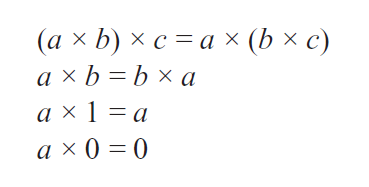 (a × b) × c = a × (b × c)
a × b = b × a
a × 1 = a
a × 0 = 0